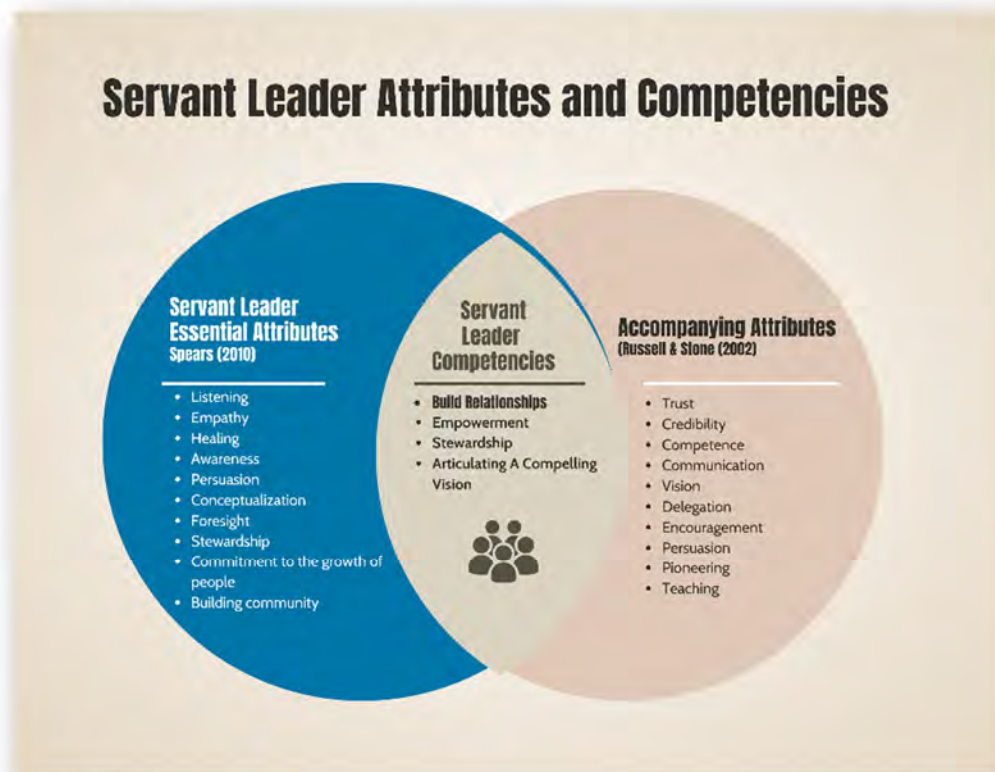 Servant Leader Attributes and Competencies
Servant Leader
Essential Attributes
Spears (2010)
• Listening
• Empathy
• Healing
• Awareness
• Persuasion
• Conceptualization
• Foresight
• Stewardship
• Commitment to the growth of
people
• Building community
Servant
Leader
Competencies
• Build Relationships
• Empowerment
• Stewardship
• Articulating A Compelling
Vision
Accompanying Attributes
(Russell & Stone (2002)
• Trust
• Credibility
• Competence
• Communication
• Vision
• Delegation
• Encouragement
• Persuasion
• Pioneering
• Teaching